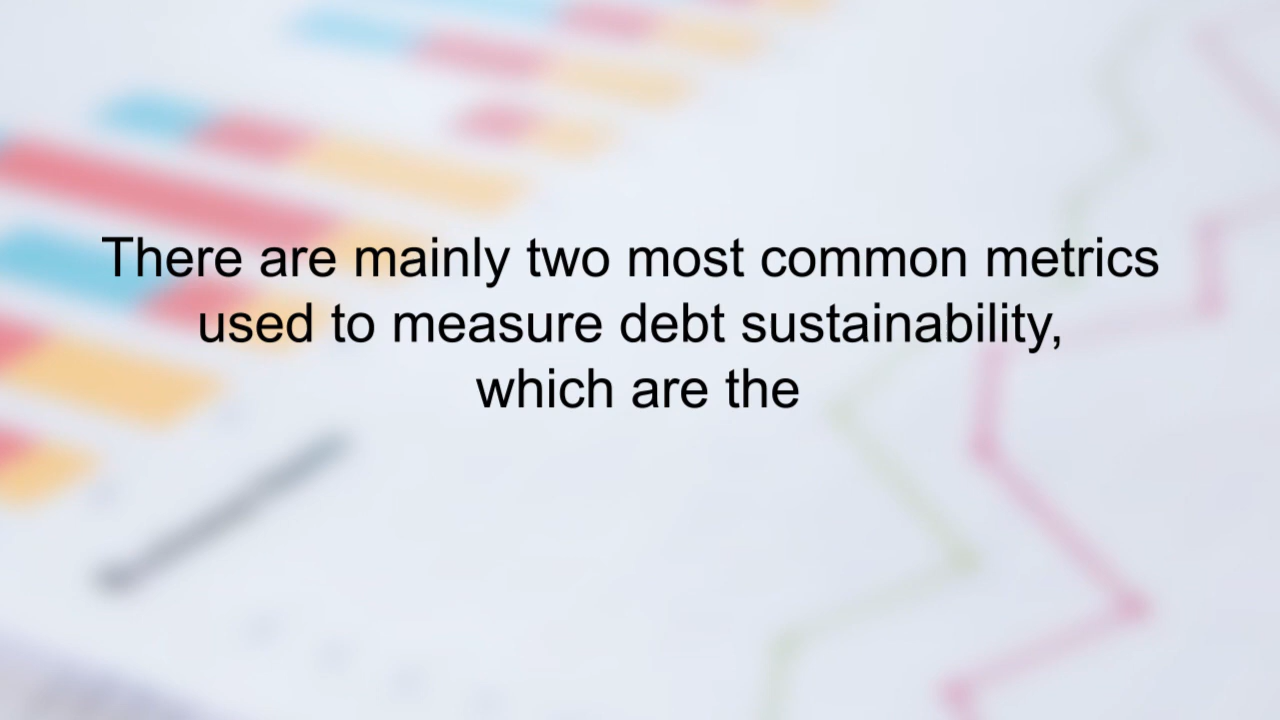 There are mainly two most common metrics
used to measure debt sustainability,
which are the